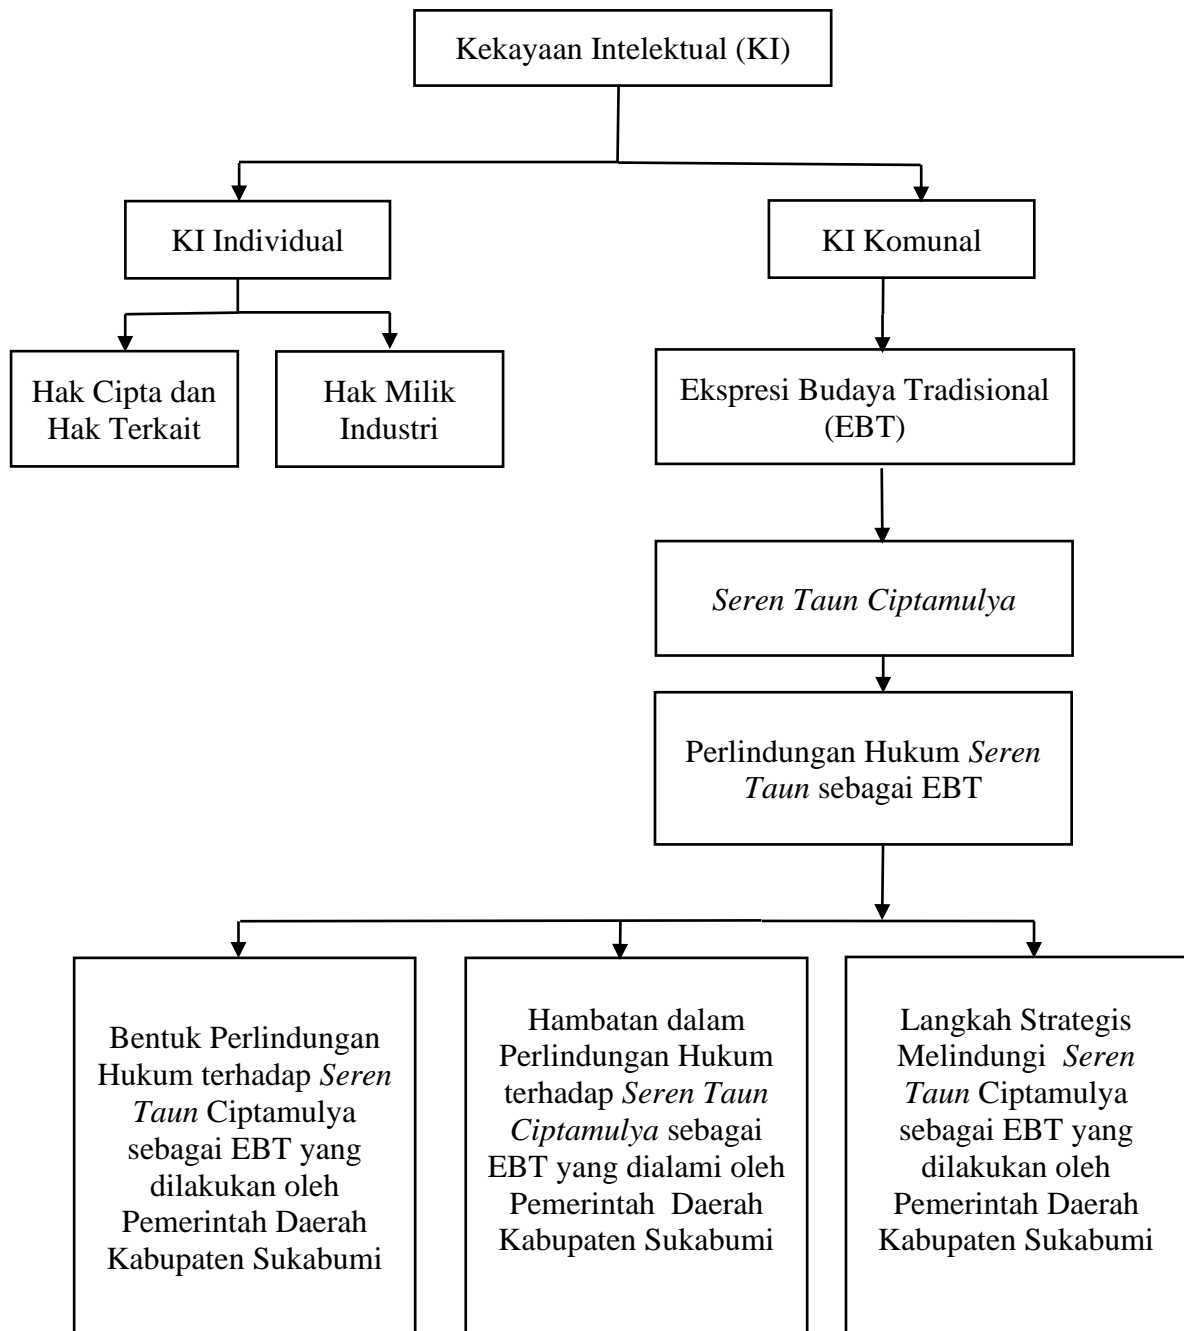 Kekayaan Intelektual (KI)
KI Individual
KI Komunal
Hak Cipta dan
Hak Terkait
Hak Milik
Industri
Ekspresi Budaya Tradisional
(EBT)
Seren Taun Ciptamulya
Perlindungan Hukum Seren
Taun sebagai EBT
Bentuk Perlindungan
Hukum terhadap Seren
Taun Ciptamulya
sebagai EBT yang
dilakukan oleh
Pemerintah Daerah
Kabupaten Sukabumi
Hambatan dalam
Perlindungan Hukum
terhadap Seren Taun
Ciptamulya sebagai
EBT yang dialami oleh
Pemerintah Daerah
Kabupaten Sukabumi
Langkah Strategis
Melindungi Seren
Taun Ciptamulya
sebagai EBT yang
dilakukan oleh
Pemerintah Daerah
Kabupaten Sukabumi